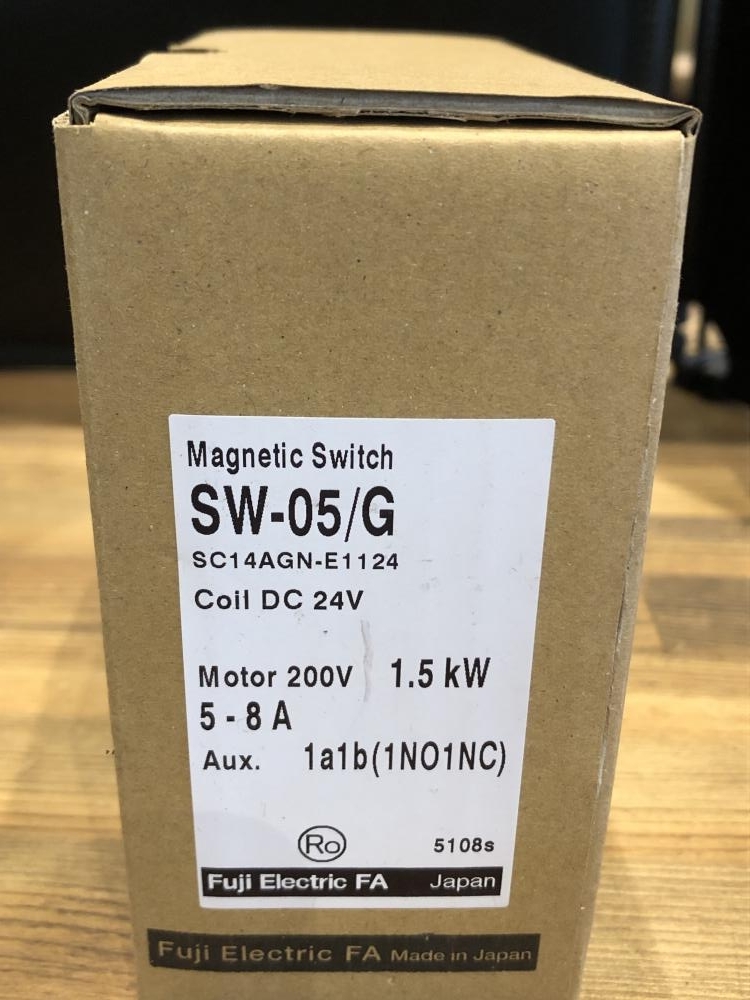 Magnetic Switch
SW-05/G
SC14AGN-E1124
Coil DC 24V
Motor 200V 1.5 kW
5 - 8 A
Aux. 1a1b(1NO1NC)
Ro 5108s
Fuji Electric FA Japan
Fuji Electric FA Made in Japan